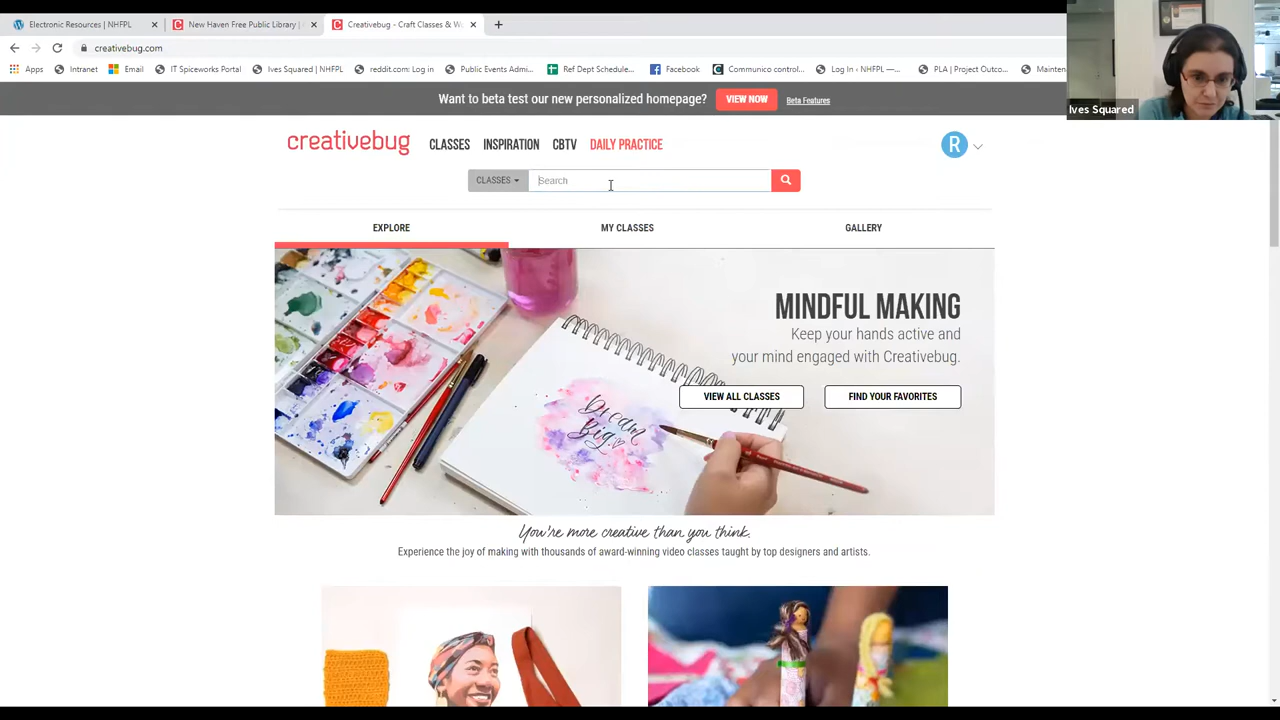 Electronic Resources | NHFPL
New Haven Free Public Library | 
Creativebug - Craft Classes & W
creativebug.com
Apps
Intranet
Email
IT Spiceworks Portal
Ives Squared | NHFPL
reddit.com: Log in
Public Events Admi...
Ref Dept Schedule...
Facebook
Communico control...
Log In ‹ NHFPL —...
PLA | Project Outco...
Mainten
Ives Squared
Want to beta test our new personalized homepage?
VIEW NOW
Beta Features
creativebug
CLASSES
INSPIRATION
CBTV
DAILY PRACTICE
R
CLASSES
Search
EXPLORE
MY CLASSES
GALLERY
MINDFUL MAKING
Keep your hands active and
your mind engaged with Creativebug.
VIEW ALL CLASSES
FIND YOUR FAVORITES
Dream
Big
You're more creative than you think.
Experience the joy of making with thousands of award-winning video classes taught by top designers and artists.